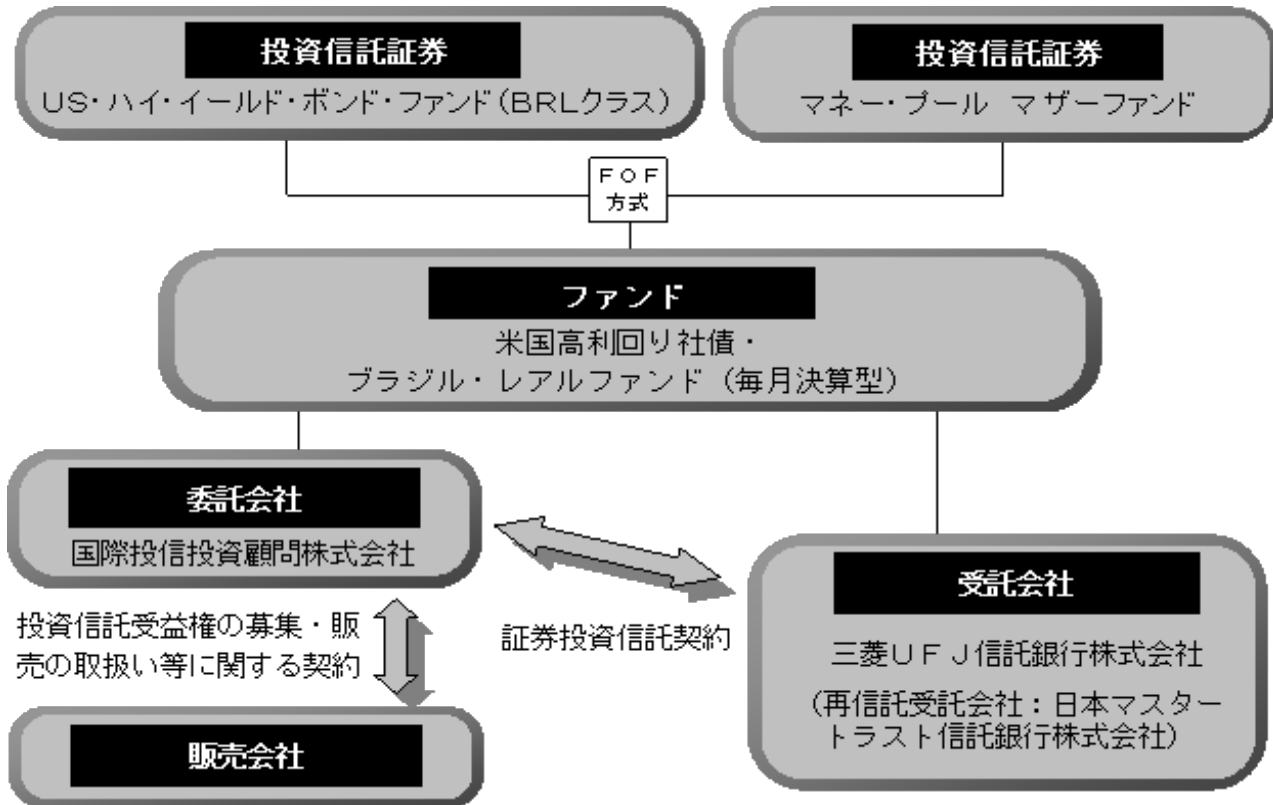 投資信託証券
US・ハイ・イールド・ボンド・ファンド(BRLクラス)
投資信託証券
マネー・プール マザーファンド
FOF
方式
ファンド
米国高利回り社債・
ブラジル・レアルファンド(毎月決算型)
委託会社
国際投信投資顧問株式会社
投資信託受益権の募集・販
売の取扱い等に関する契約
証券投資信託契約
受託会社
三菱UFJ信託銀行株式会社
(再信託受託会社:日本マスター
トラスト信託銀行株式会社)
販売会社